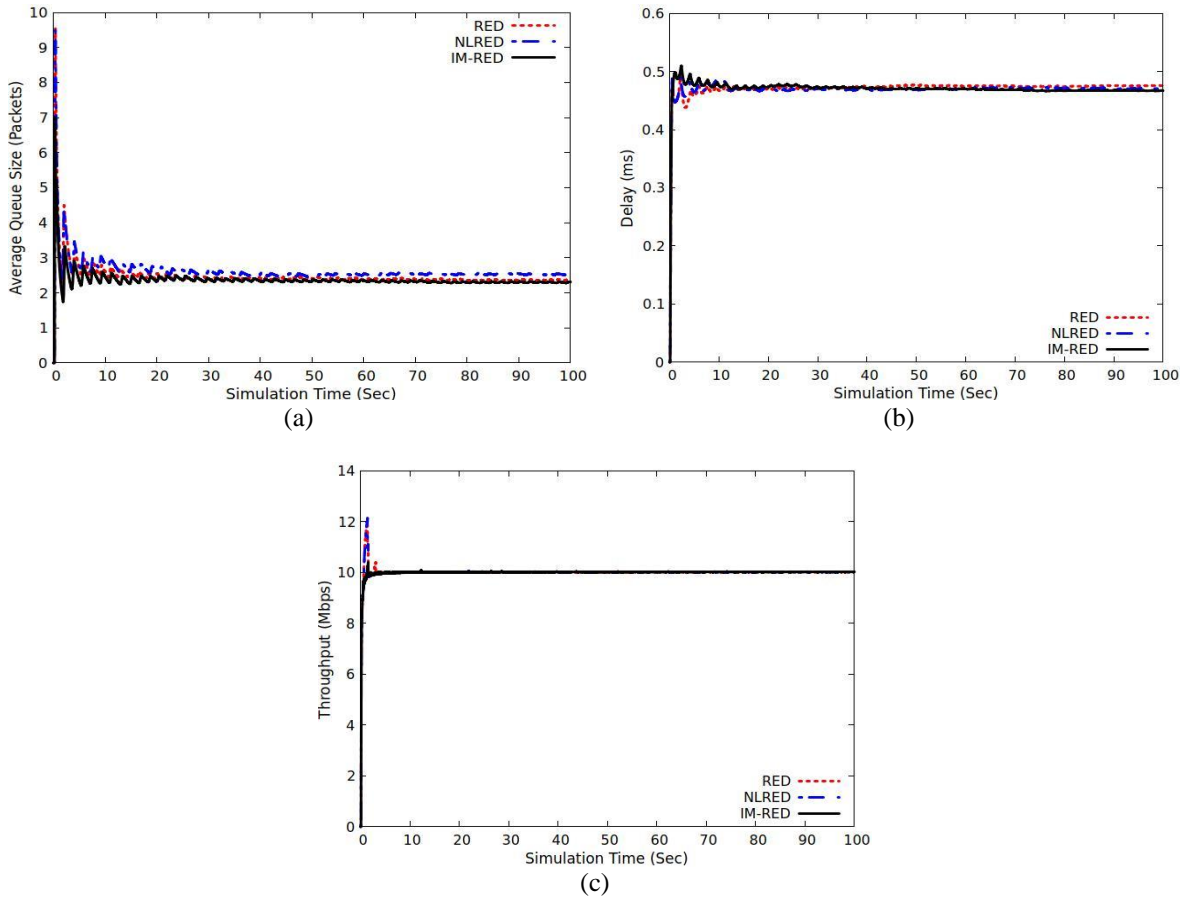 10
9
8
7
6
5
4
3
2
1
0
Average Queue Size (Packets)
RED
NLRED
IM-RED
0 10 20 30 40 50 60 70 80 90 100
Simulation Time (Sec)
(a)
0.6
0.5
0.4
0.3
0.2
0.1
0
Delay (ms)
RED
NLRED
IM-RED
0 10 20 30 40 50 60 70 80 90 100
Simulation Time (Sec)
(b)
14
12
10
8
6
4
2
0
Throughput (Mbps)
RED
NLRED
IM-RED
0 10 20 30 40 50 60 70 80 90 100
Simulation Time (Sec)
(c)